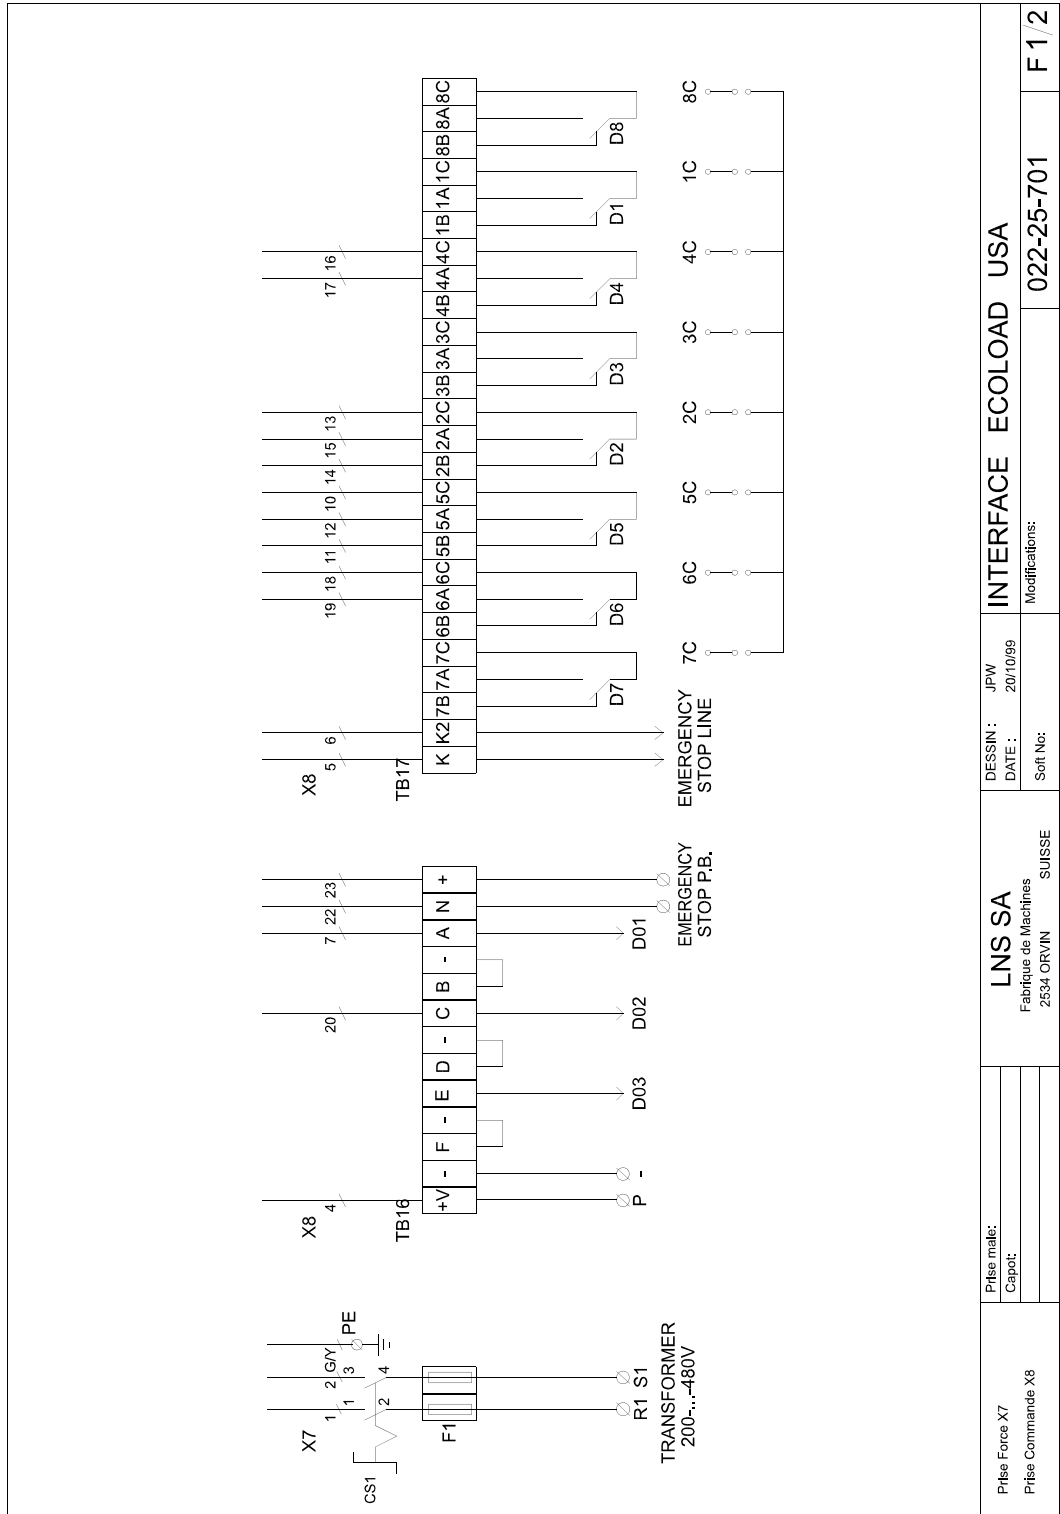 X7
1
2
G/Y
PE
1
3
2
4
CS1
F1
R1
S1
TRANSFORMER
200-...-480V
X8
4
20
7
22
23
TB16
+V
-
F
-
E
D
-
C
B
-
A
N
+
P
-
D03
D02
D01
EMERGENCY
STOP P.B.
X8
5
6
19
18
11
12
10
14
15
13
17
16
TB17
K
K2
7B
7A
7C
6B
6A
6C
5B
5A
5C
2B
2A
2C
3B
3A
3C
4B
4A
4C
1B
1A
1C
8B
8A
8C
D7
D6
D5
D2
D3
D4
D1
D8
EMERGENCY
STOP LINE
7C
6C
5C
2C
3C
4C
1C
8C
Prise Force X7
Prise Commande X8
Prise male:
Capot:
LNS SA
Fabrique de Machines
2534 ORVIN SUISSE
DESSIN : JPW
DATE : 20/10/99
Soft No:
INTERFACE ECOLOAD USA
Modifications:
022-25-701
F 1/2